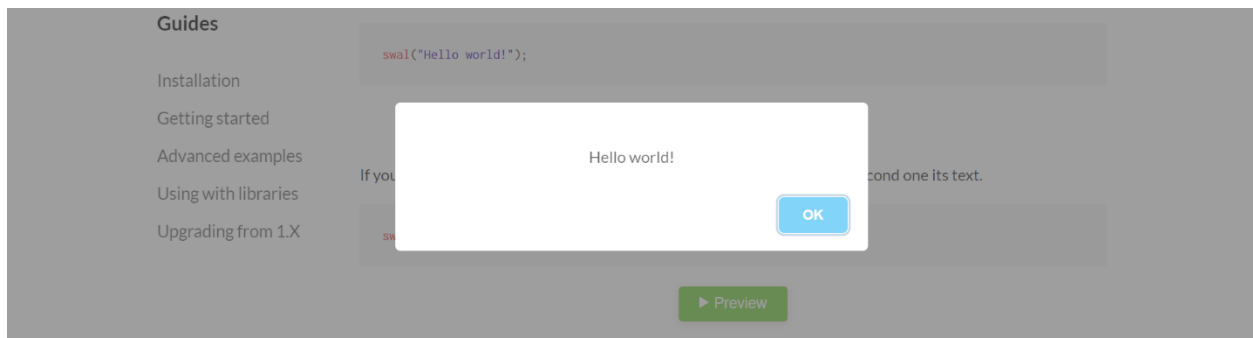 Guides
Installation
Getting started
Advanced examples
Using with libraries
Upgrading from 1.X
swal("Hello world!");
If you
cond one its text.
sw
Hello world!
OK
▶ Preview